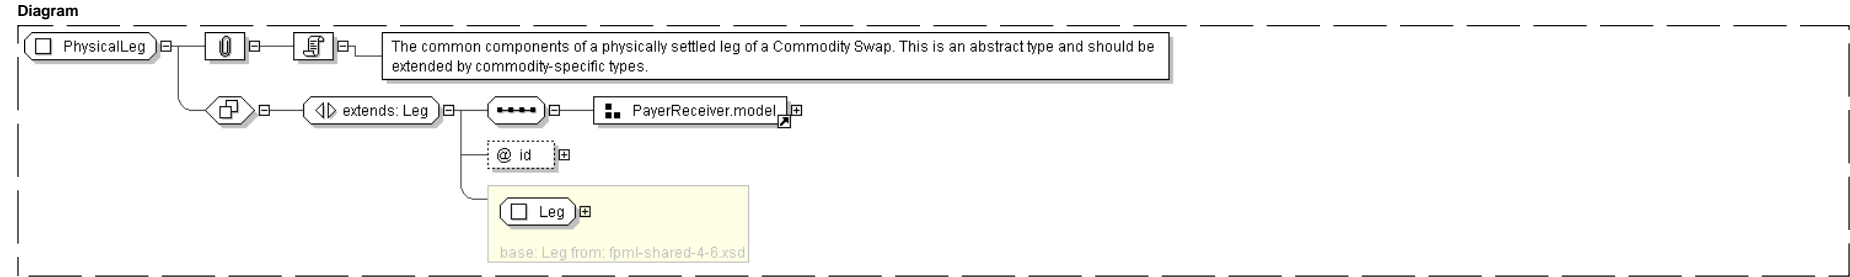 Diagram
PhysicalLeg
The common components of a physically settled leg of a Commodity Swap. This is an abstract type and should be
extended by commodity-specific types.
extends: Leg
PayerReceiver.model
@ id
Leg
base: Leg from: fpml-shared-4-6.xsd